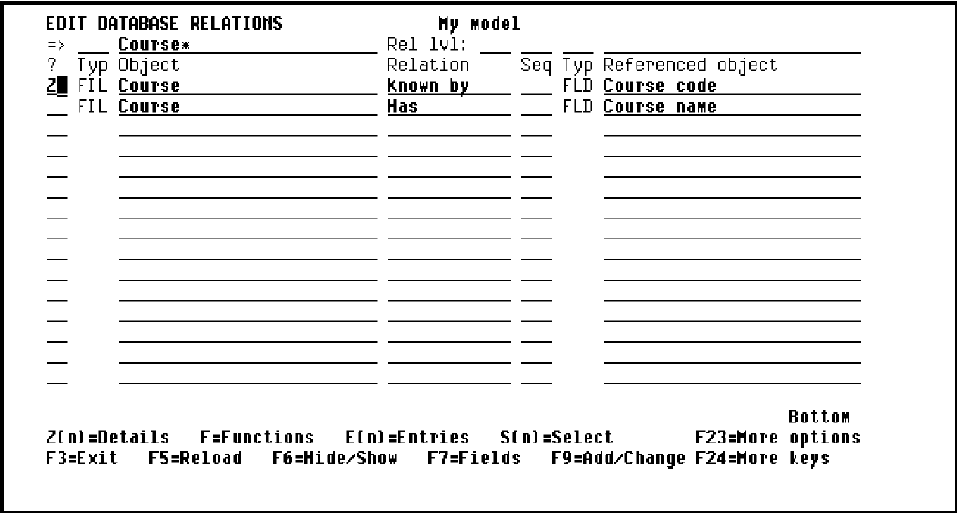 EDIT DATABASE RELATIONS My model
=> Course* Rel lvl:
? Typ Object Relation Seq Typ Referenced object
Z FIL Course Known by FLD Course code
FIL Course Has FLD Course name
Bottom
Z(n)=Details F=Functions E(n)=Entries S(n)=Select F23=More options
F3=Exit F5=Reload F6=Hide/Show F7=Fields F9=Add/Change F24=More keys